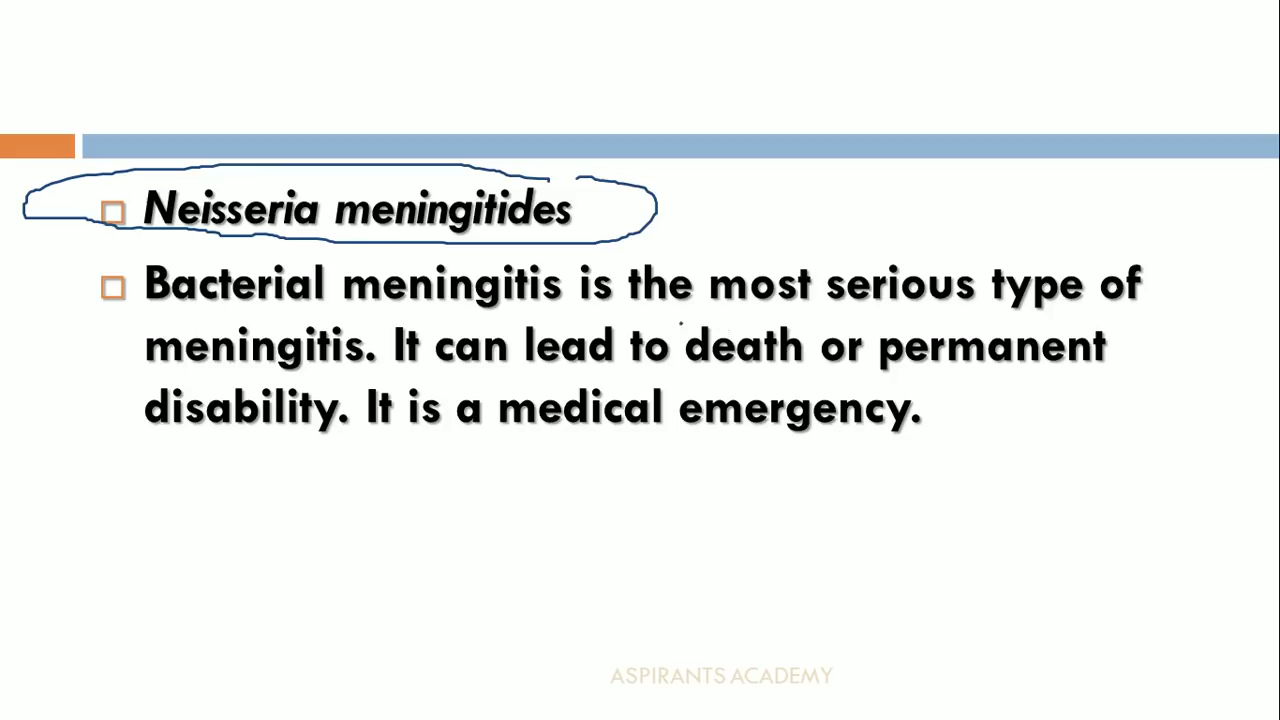 Neisseria meningitides
Bacterial meningitis is the most serious type of
meningitis. It can lead to death or permanent
disability. It is a medical emergency.
ASPIRANTS ACADEMY